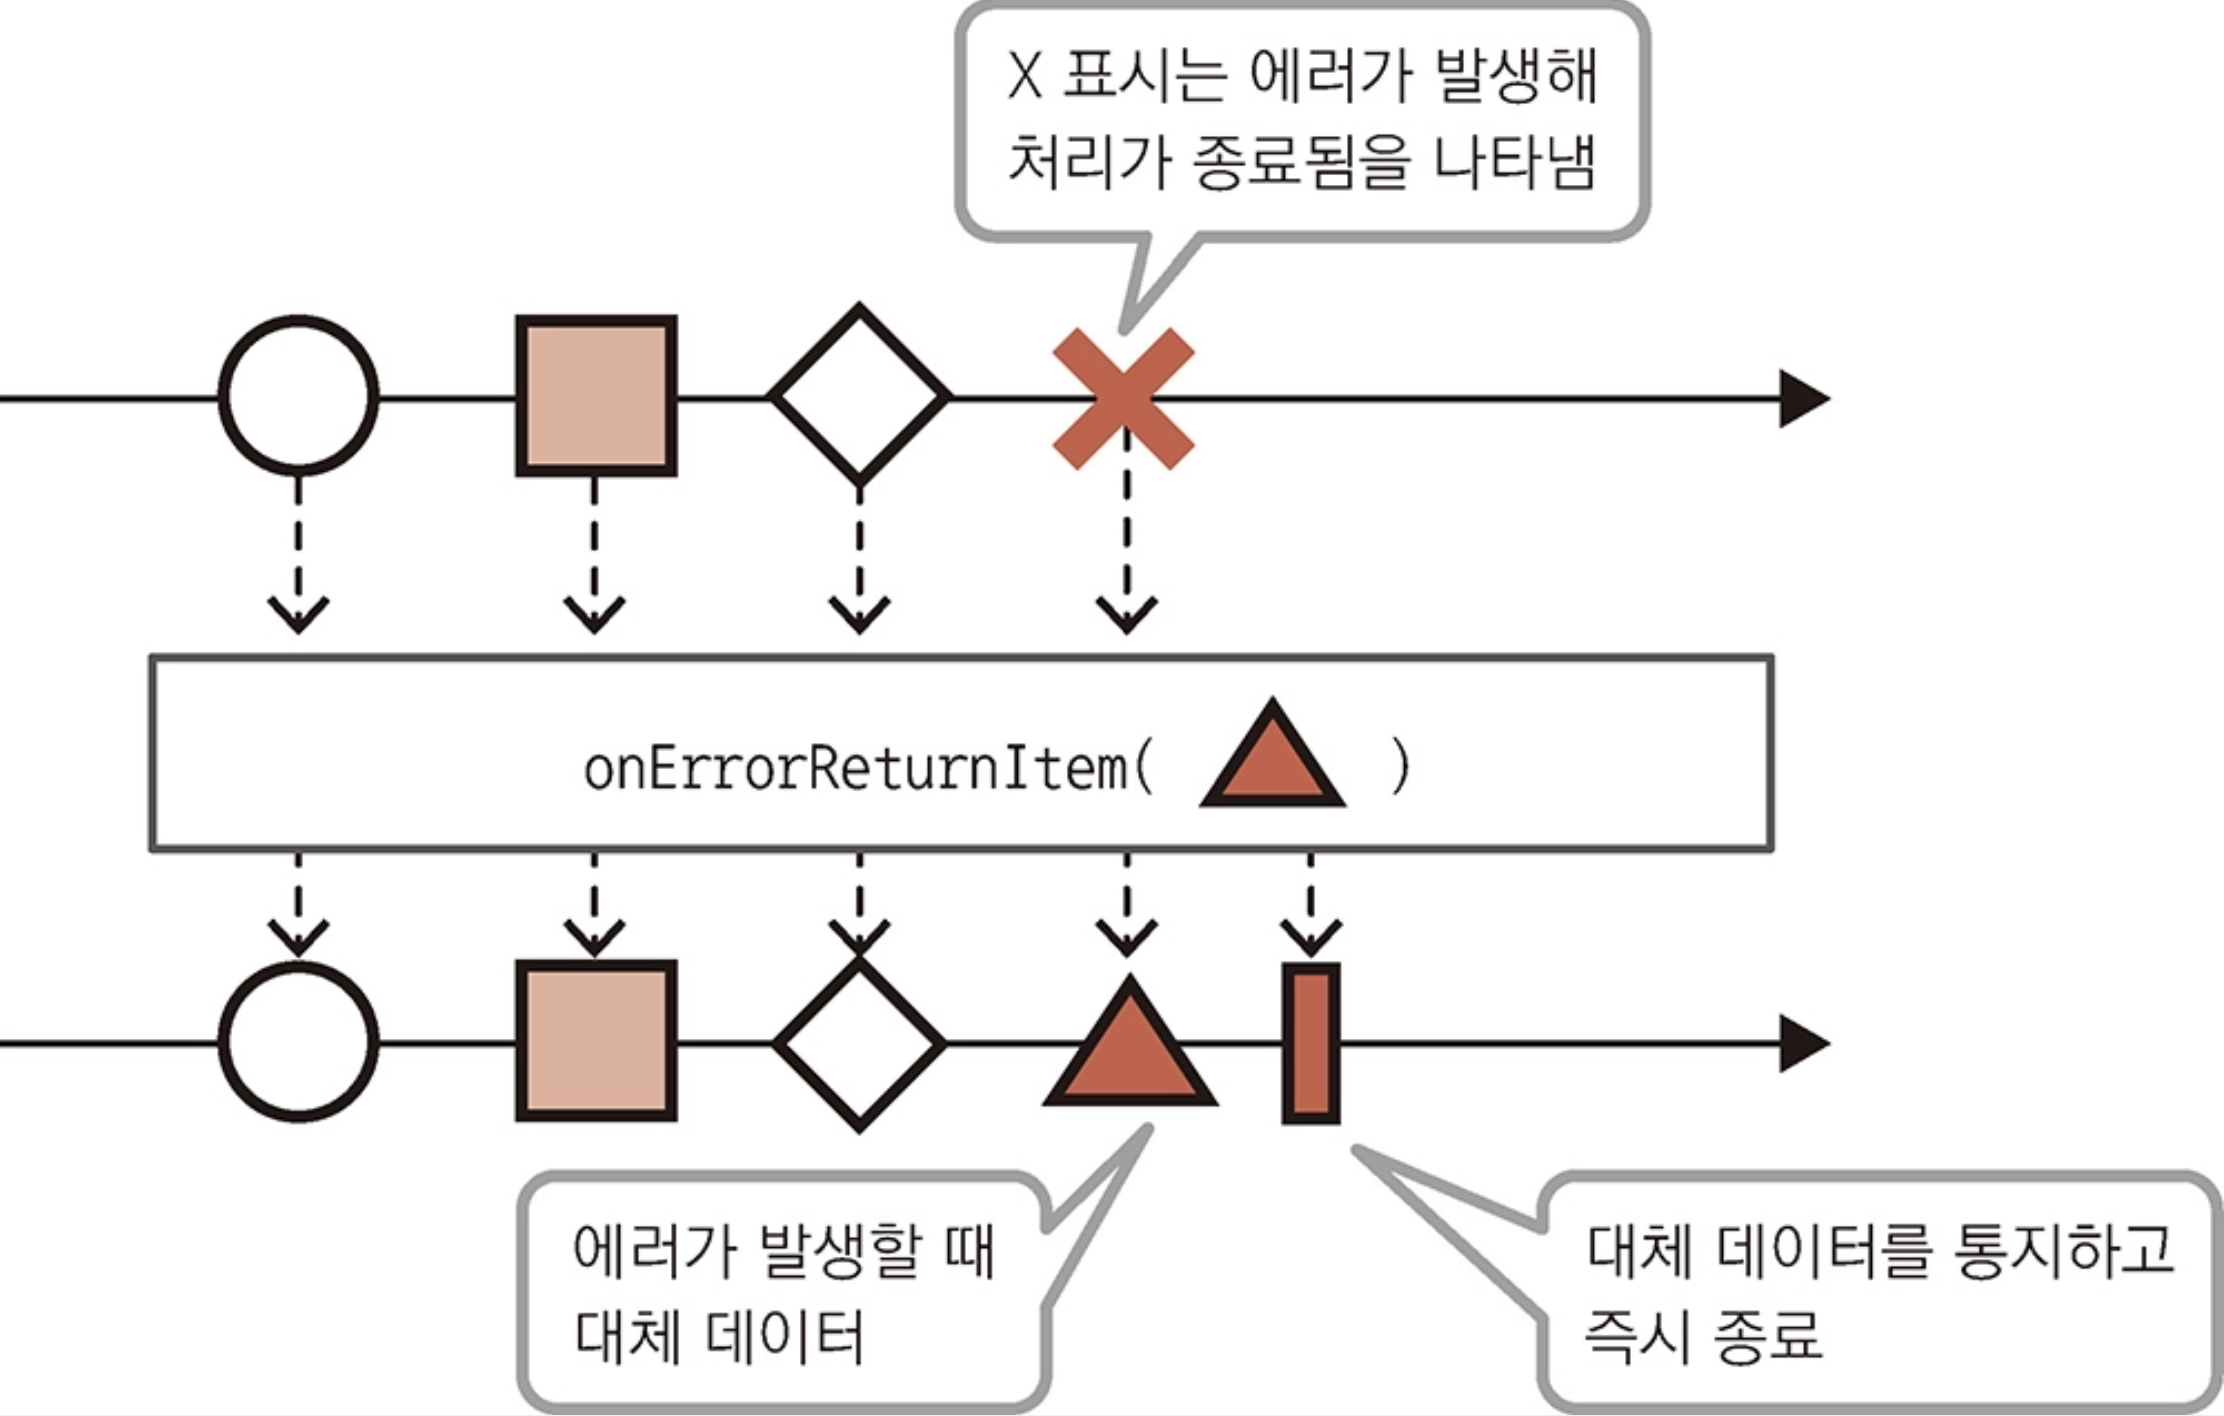 X 표시는 에러가 발생해
처리가 종료됨을 나타냄
onErrorReturnItem( )
에러가 발생할 때
대체 데이터
대체 데이터를 통지하고
즉시 종료